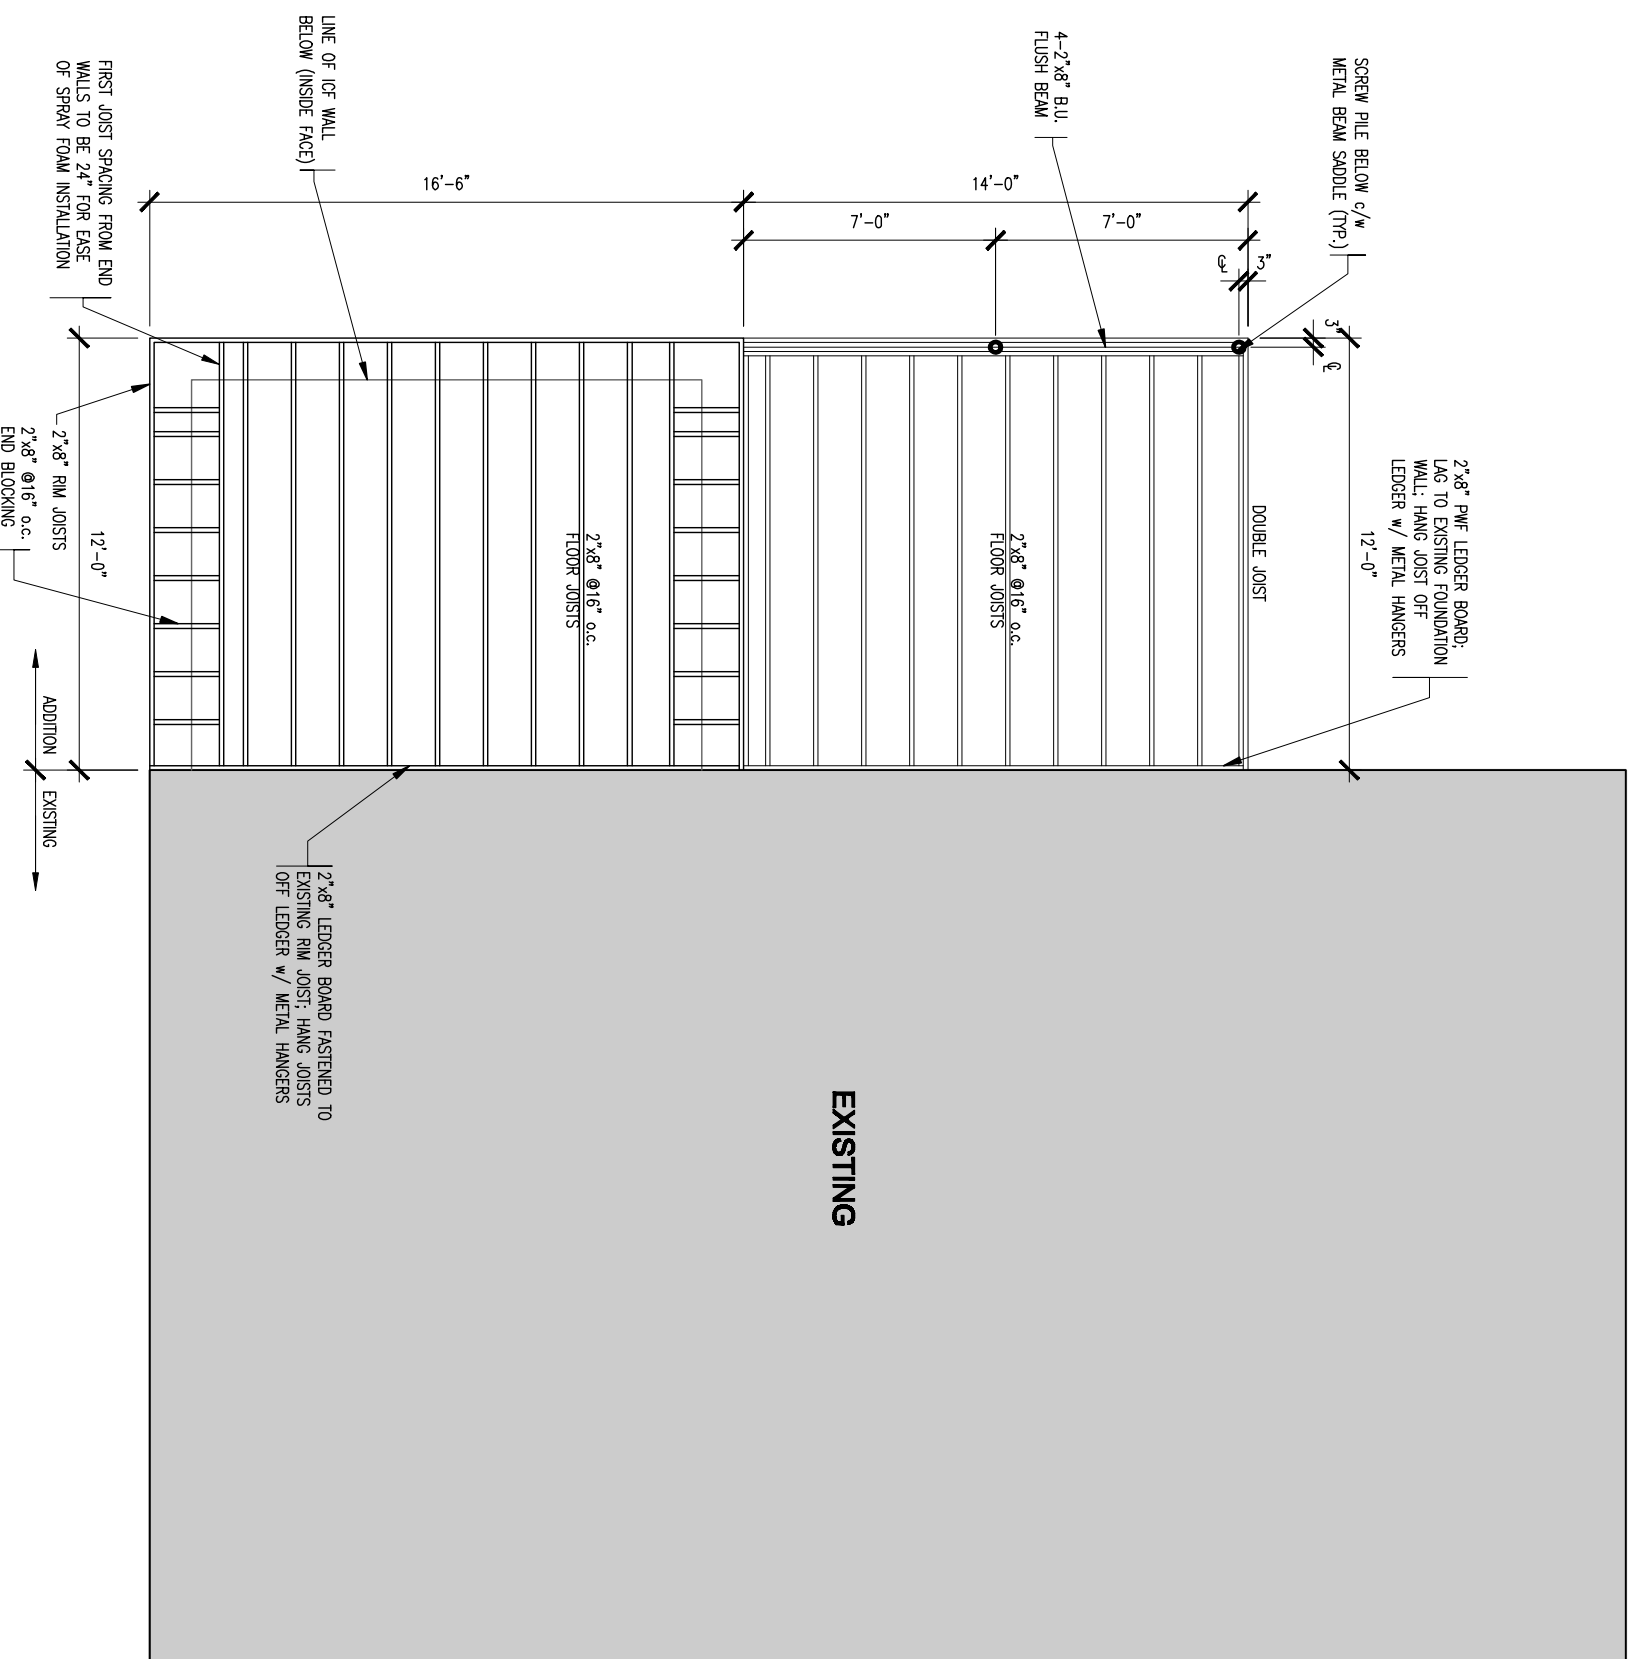 SCREW PILE BELOW c/w
METAL BEAM SADDLE (TYP.)
4-2"x8" B.U.
FLUSH BEAM
LINE OF ICF WALL
BELOW (INSIDE FACE)
FIRST JOIST SPACING FROM END
WALLS TO BE 24" FOR EASE
OF SPRAY FOAM INSTALLATION
16'-6"
14'-0"
7'-0"
7'-0"
3"
℄
3"
℄
12'-0"
2"x8" PWF LEDGER BOARD;
LAG TO EXISTING FOUNDATION
WALL; HANG JOIST OFF
LEDGER w/ METAL HANGERS
DOUBLE JOIST
2"x8" @16" o.c.
FLOOR JOISTS
2"x8" @16" o.c.
FLOOR JOISTS
12'-0"
2"x8" RIM JOISTS
2"x8" @16" o.c.
END BLOCKING
ADDITION
EXISTING
2"x8" LEDGER BOARD FASTENED TO
EXISTING RIM JOIST; HANG JOISTS
OFF LEDGER w/ METAL HANGERS
EXISTING